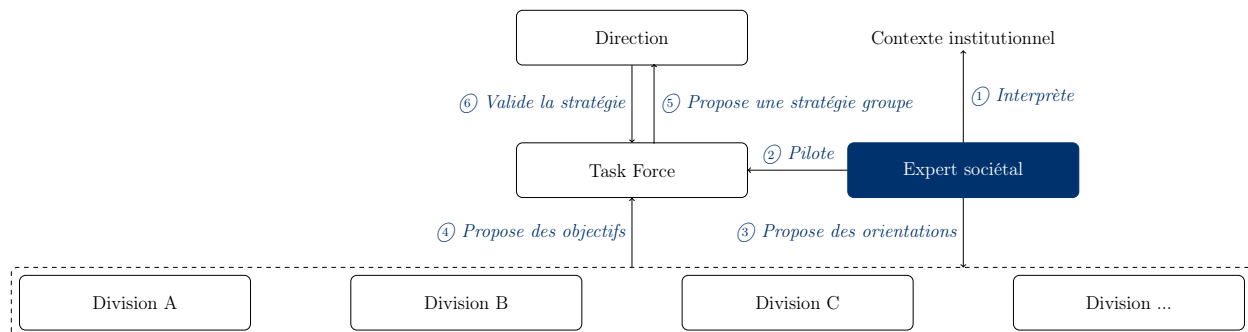 Direction
Contexte institutionnel
⑥ Valide la stratégie
⑤ Propose une stratégie groupe
① Interprète
Task Force
② Pilote
Expert sociétal
④ Propose des objectifs
③ Propose des orientations
Division A
Division B
Division C
Division ...